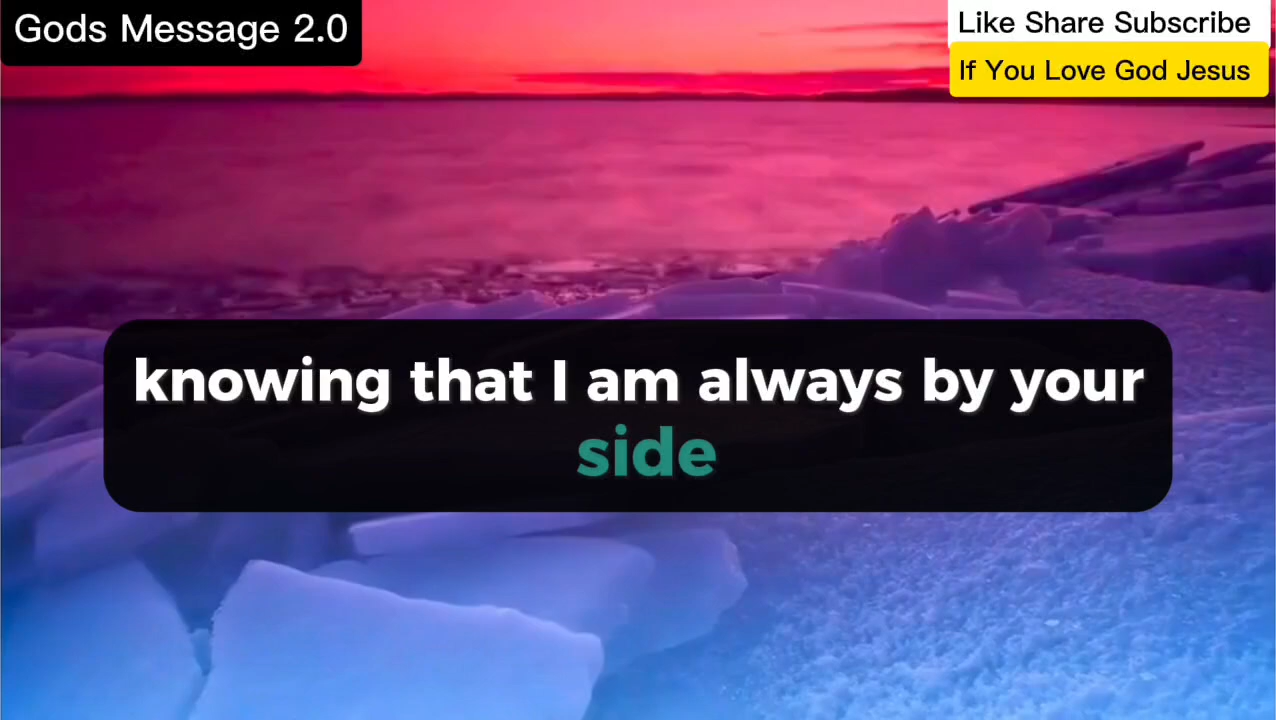 Gods Message 2.0
Like Share Subscribe
If You Love God Jesus
knowing that I am always by your
side